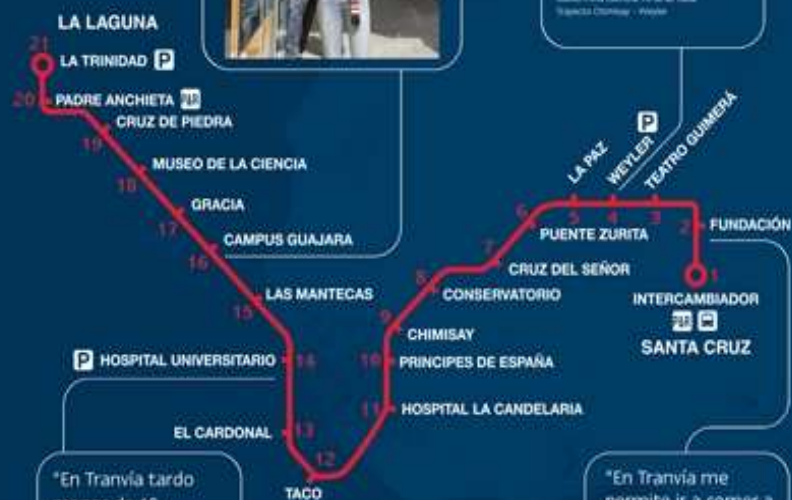 Trayecto Chimisay - Weyler
LA LAGUNA
21
LA TRINIDAD P
20 PADRE ANCHIETA
CRUZ DE PIEDRA
19
MUSEO DE LA CIENCIA
18
GRACIA
17
CAMPUS GUAJARA
16
LAS MANTECAS
15
P HOSPITAL UNIVERSITARIO 14
EL CARDONAL 13
12
TACO
11 HOSPITAL LA CANDELARIA
10 PRINCIPES DE ESPAÑA
9
CHIMISAY
8
CONSERVATORIO
7
CRUZ DEL SEÑOR
6
PUENTE ZURITA
LA PAZ
5
P
WEYLER
4
TEATRO GUIMERÁ
3
2 FUNDACIÓN
1
INTERCAMBIADOR
SANTA CRUZ
"En Tranvía tardo
"En Tranvía me
permite ir a comer a